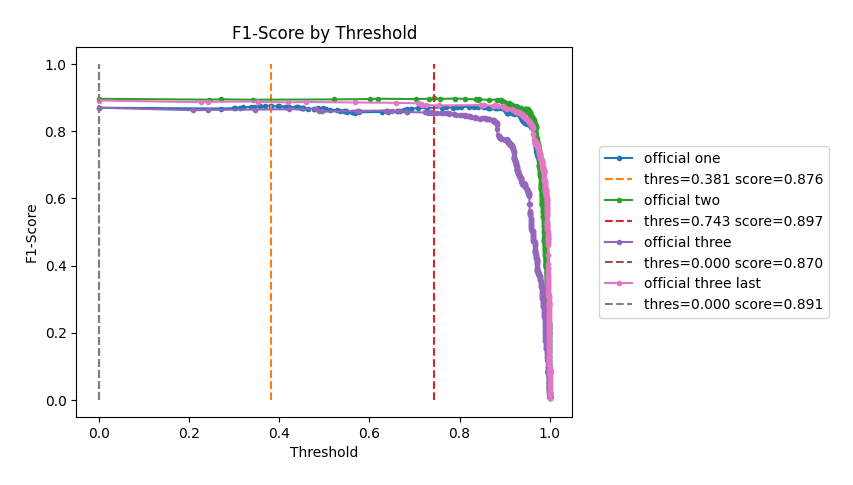 F1-Score by Threshold
1.0
0.8
0.6
0.4
0.2
0.0
F1-Score
0.0 0.2 0.4 0.6 0.8 1.0
Threshold
official one
thres=0.381 score=0.876
official two
thres=0.743 score=0.897
official three
thres=0.000 score=0.870
official three last
thres=0.000 score=0.891